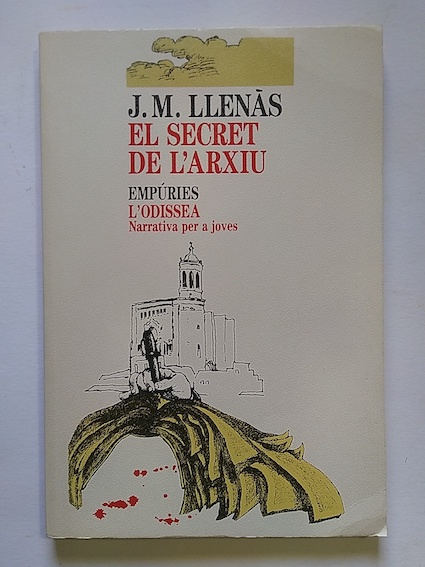 J. M. LLENÀS
EL SECRET
DE L'ARXIU
EMPÚRIES
L'ODISSEA
Narrativa per a joves